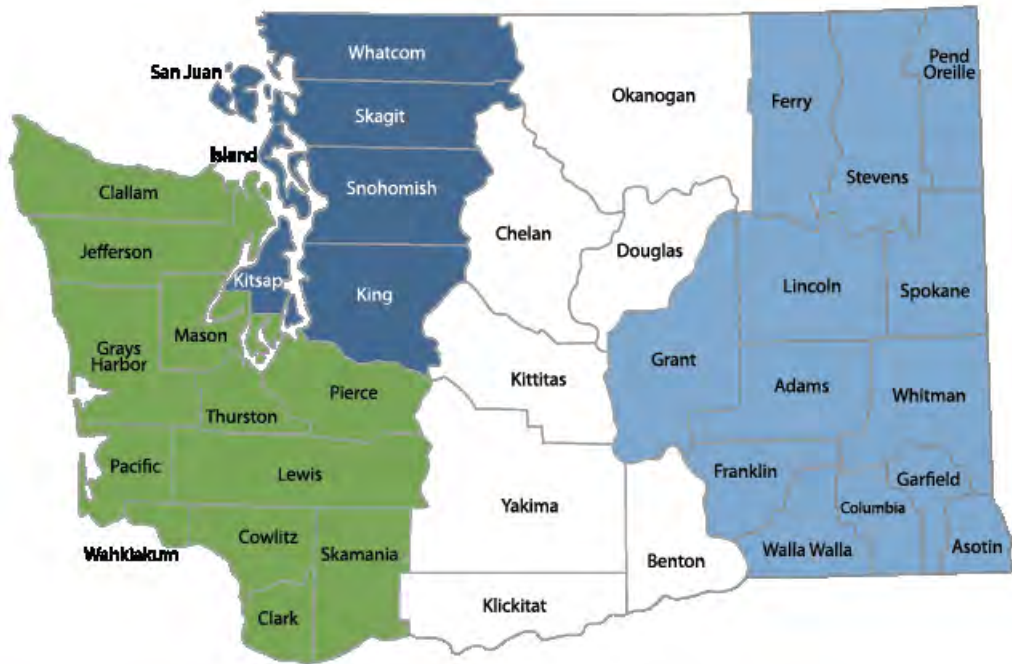 Whatcom
San Juan
Pend
Oreille
Okanogan
Ferry
Skagit
Island
Stevens
Snohomish
Clallam
Chelan
Douglas
Jefferson
Kitsap
King
Lincoln
Spokane
Mason
Grays
Harbor
Grant
Kittitas
Adams
Pierce
Whitman
Thurston
Pacific
Lewis
Franklin
Garfield
Yakima
Columbia
Cowlitz
Wahkiakum
Skamania
Walla Walla
Asotin
Benton
Klickitat
Clark